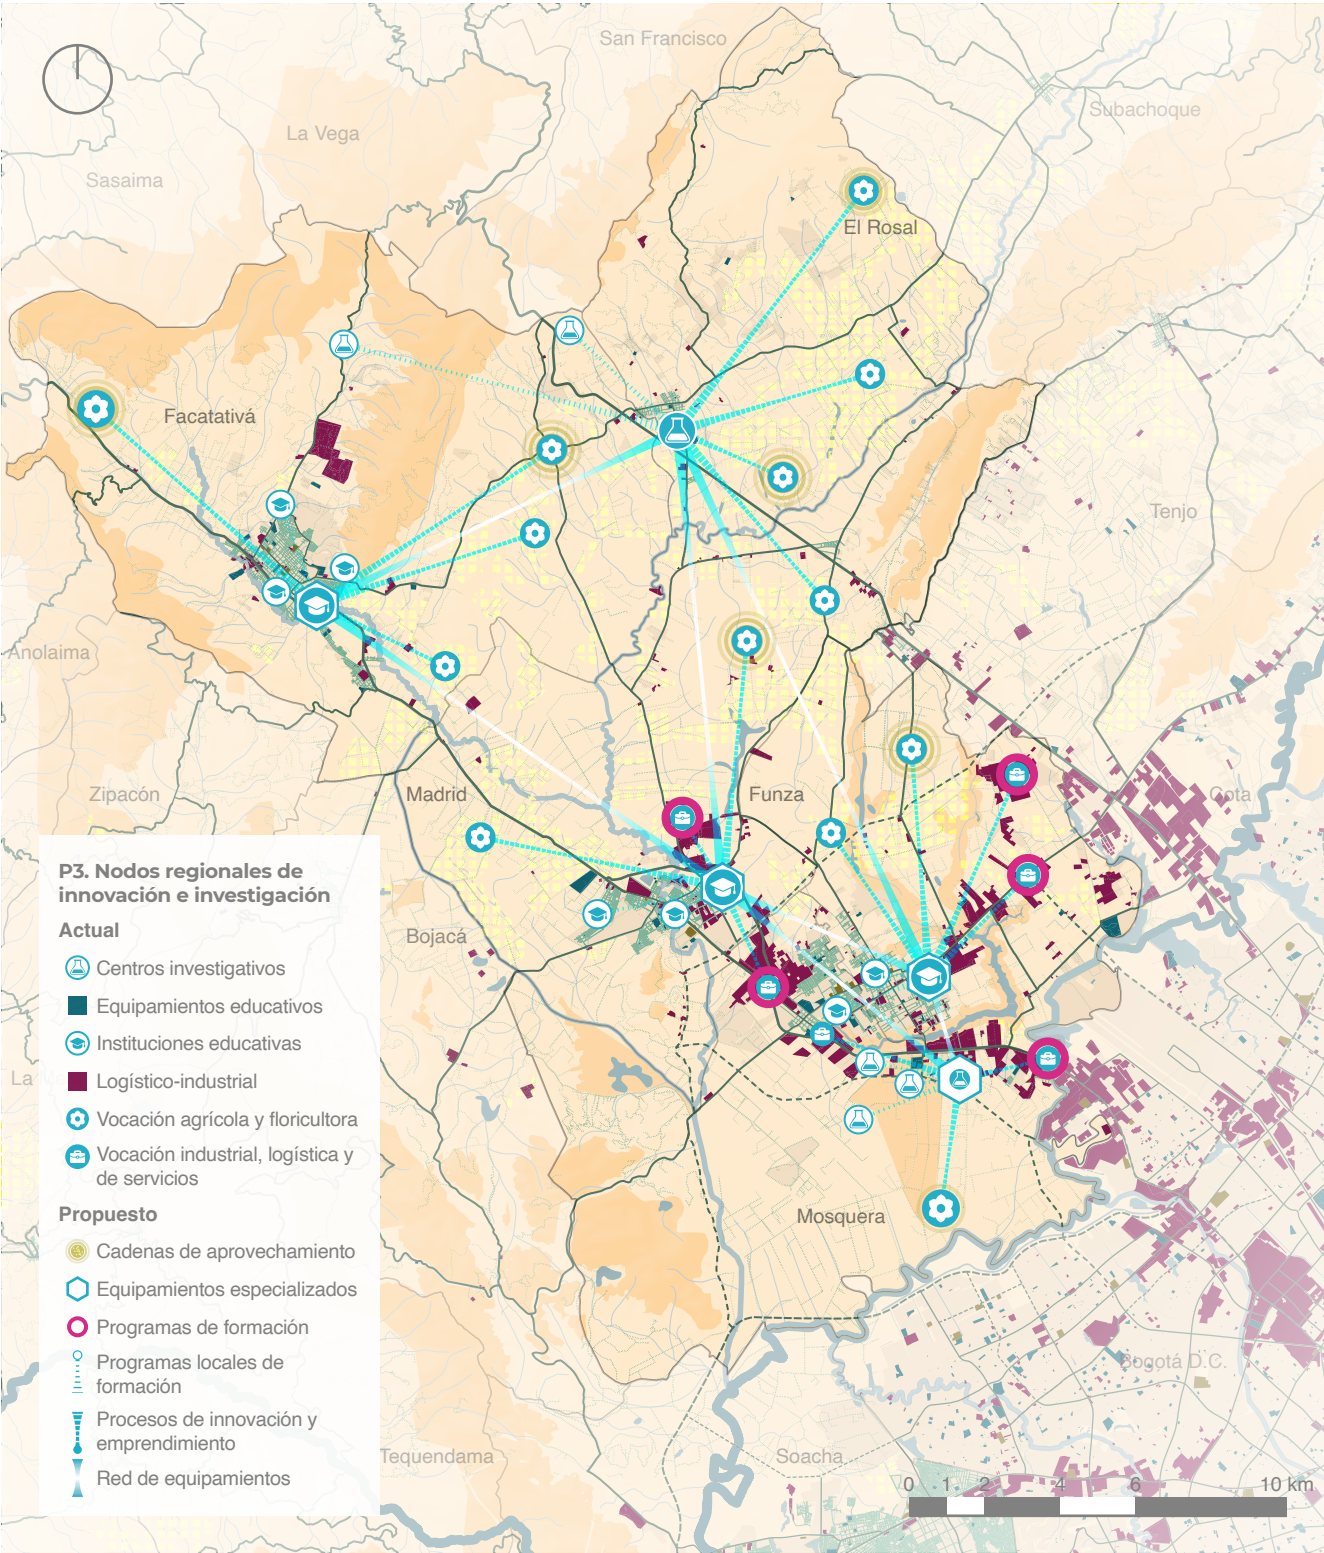 San Francisco
Subachoque
La Vega
Sasaima
El Rosal
Facatativá
Tenjo
Anolaima
Zipacón
Madrid
Funza
Cota
Bojacá
Mosquera
Bogotá D.C.
Tequendama
Soacha
La
P3. Nodos regionales de
innovación e investigación
Actual
Centros investigativos
Equipamientos educativos
Instituciones educativas
Logístico-industrial
Vocación agrícola y floricultora
Vocación industrial, logística y
de servicios
Propuesto
Cadenas de aprovechamiento
Equipamientos especializados
Programas de formación
Programas locales de
formación
Procesos de innovación y
emprendimiento
Red de equipamientos
0 1 2 4 6 10 km